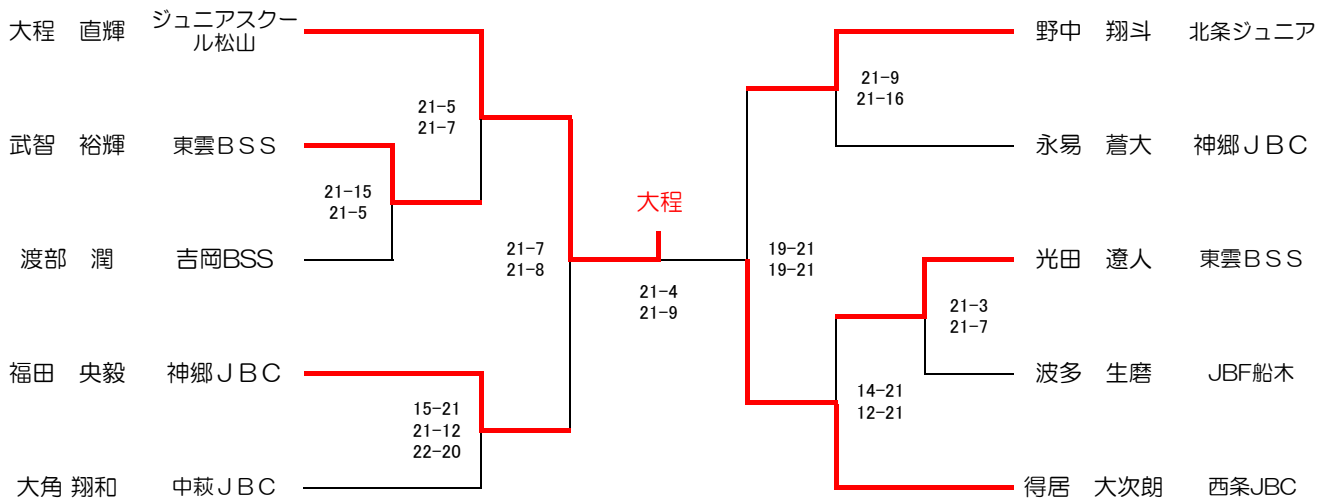 大程　直輝　ジュニアスクー
ル松山
21-5
21-7
武智　裕輝　東雲ＢＳＳ
21-15
21-5
渡部　潤　吉岡BSS
21-7
21-8
福田　央毅　神郷ＪＢＣ
15-21
21-12
22-20
大角 翔和　中萩ＪＢＣ
大程
21-4
21-9
野中　翔斗　北条ジュニア
21-9
21-16
永易　蒼大　神郷ＪＢＣ
19-21
19-21
光田　遼人　東雲ＢＳＳ
21-3
21-7
波多　生磨　JBF船木
14-21
12-21
得居　大次朗　西条JBC